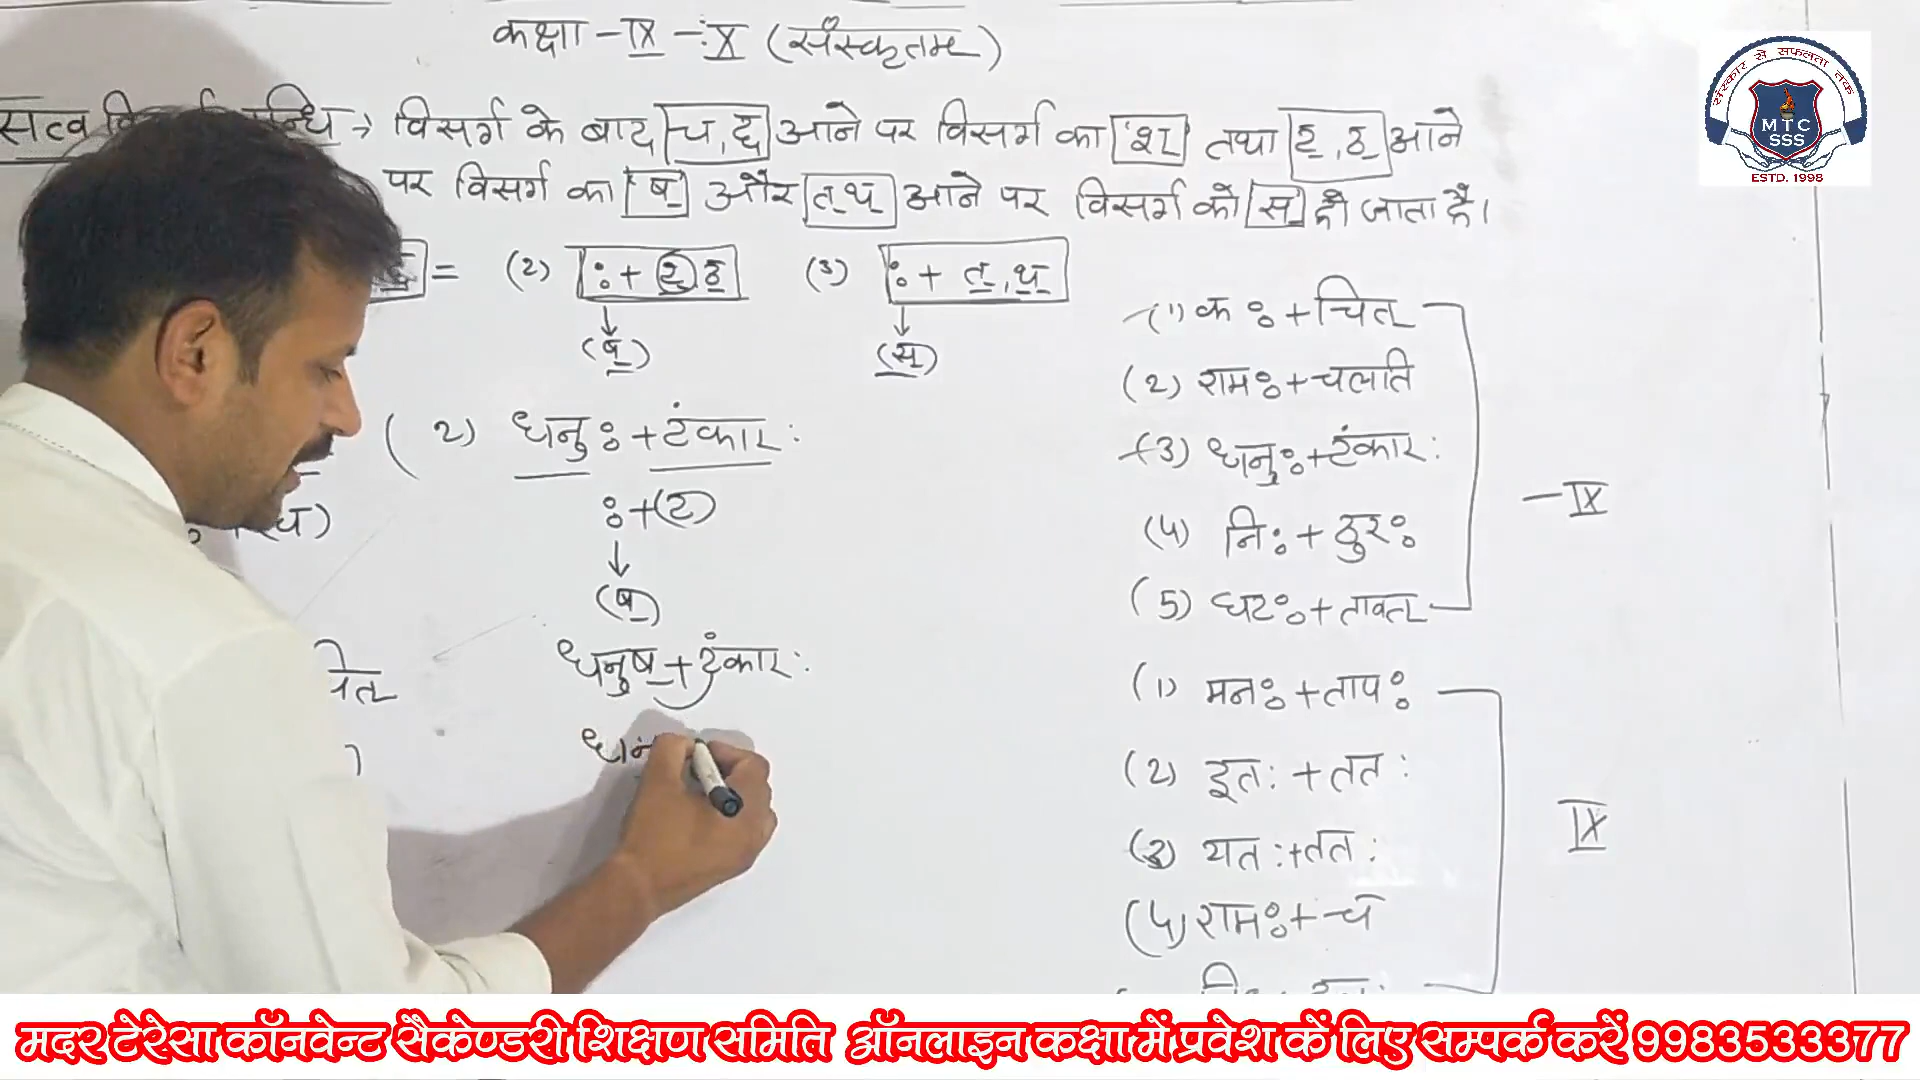 कक्षा - IX - X (संस्कृतम्)
सत्व सन्धि → विसर्ग के बाद च, छ आने पर विसर्ग का श् तथा ट्, ठ् आने
पर विसर्ग का ष् और त्, थ् आने पर विसर्ग को स् हो जाता है।
= (2) ः + ट्, ठ् (3) ः + त्, थ्
(ष्) (स्)
(2) धनुः + टंकारः
ः + (ट)
(ष्)
धनुष् + टंकारः
(1) कः + चित्
(2) रामः + चलति
(3) धनुः + टंकारः
(4) निः + ठुरः
(5) घटः + तावत्
- IX
(1) मनः + तापः
(2) इतः + ततः
(3) यतः + ततः
(4) रामः + च
IX
संस्कार से सफलता तक
MTC
SSS
ESTD. 1998
मदर टेरेसा कॉनवेन्ट सैकेण्डरी शिक्षण समिति ऑनलाइन कक्षा में प्रवेश कें लिए सम्पर्क करें 9983533377